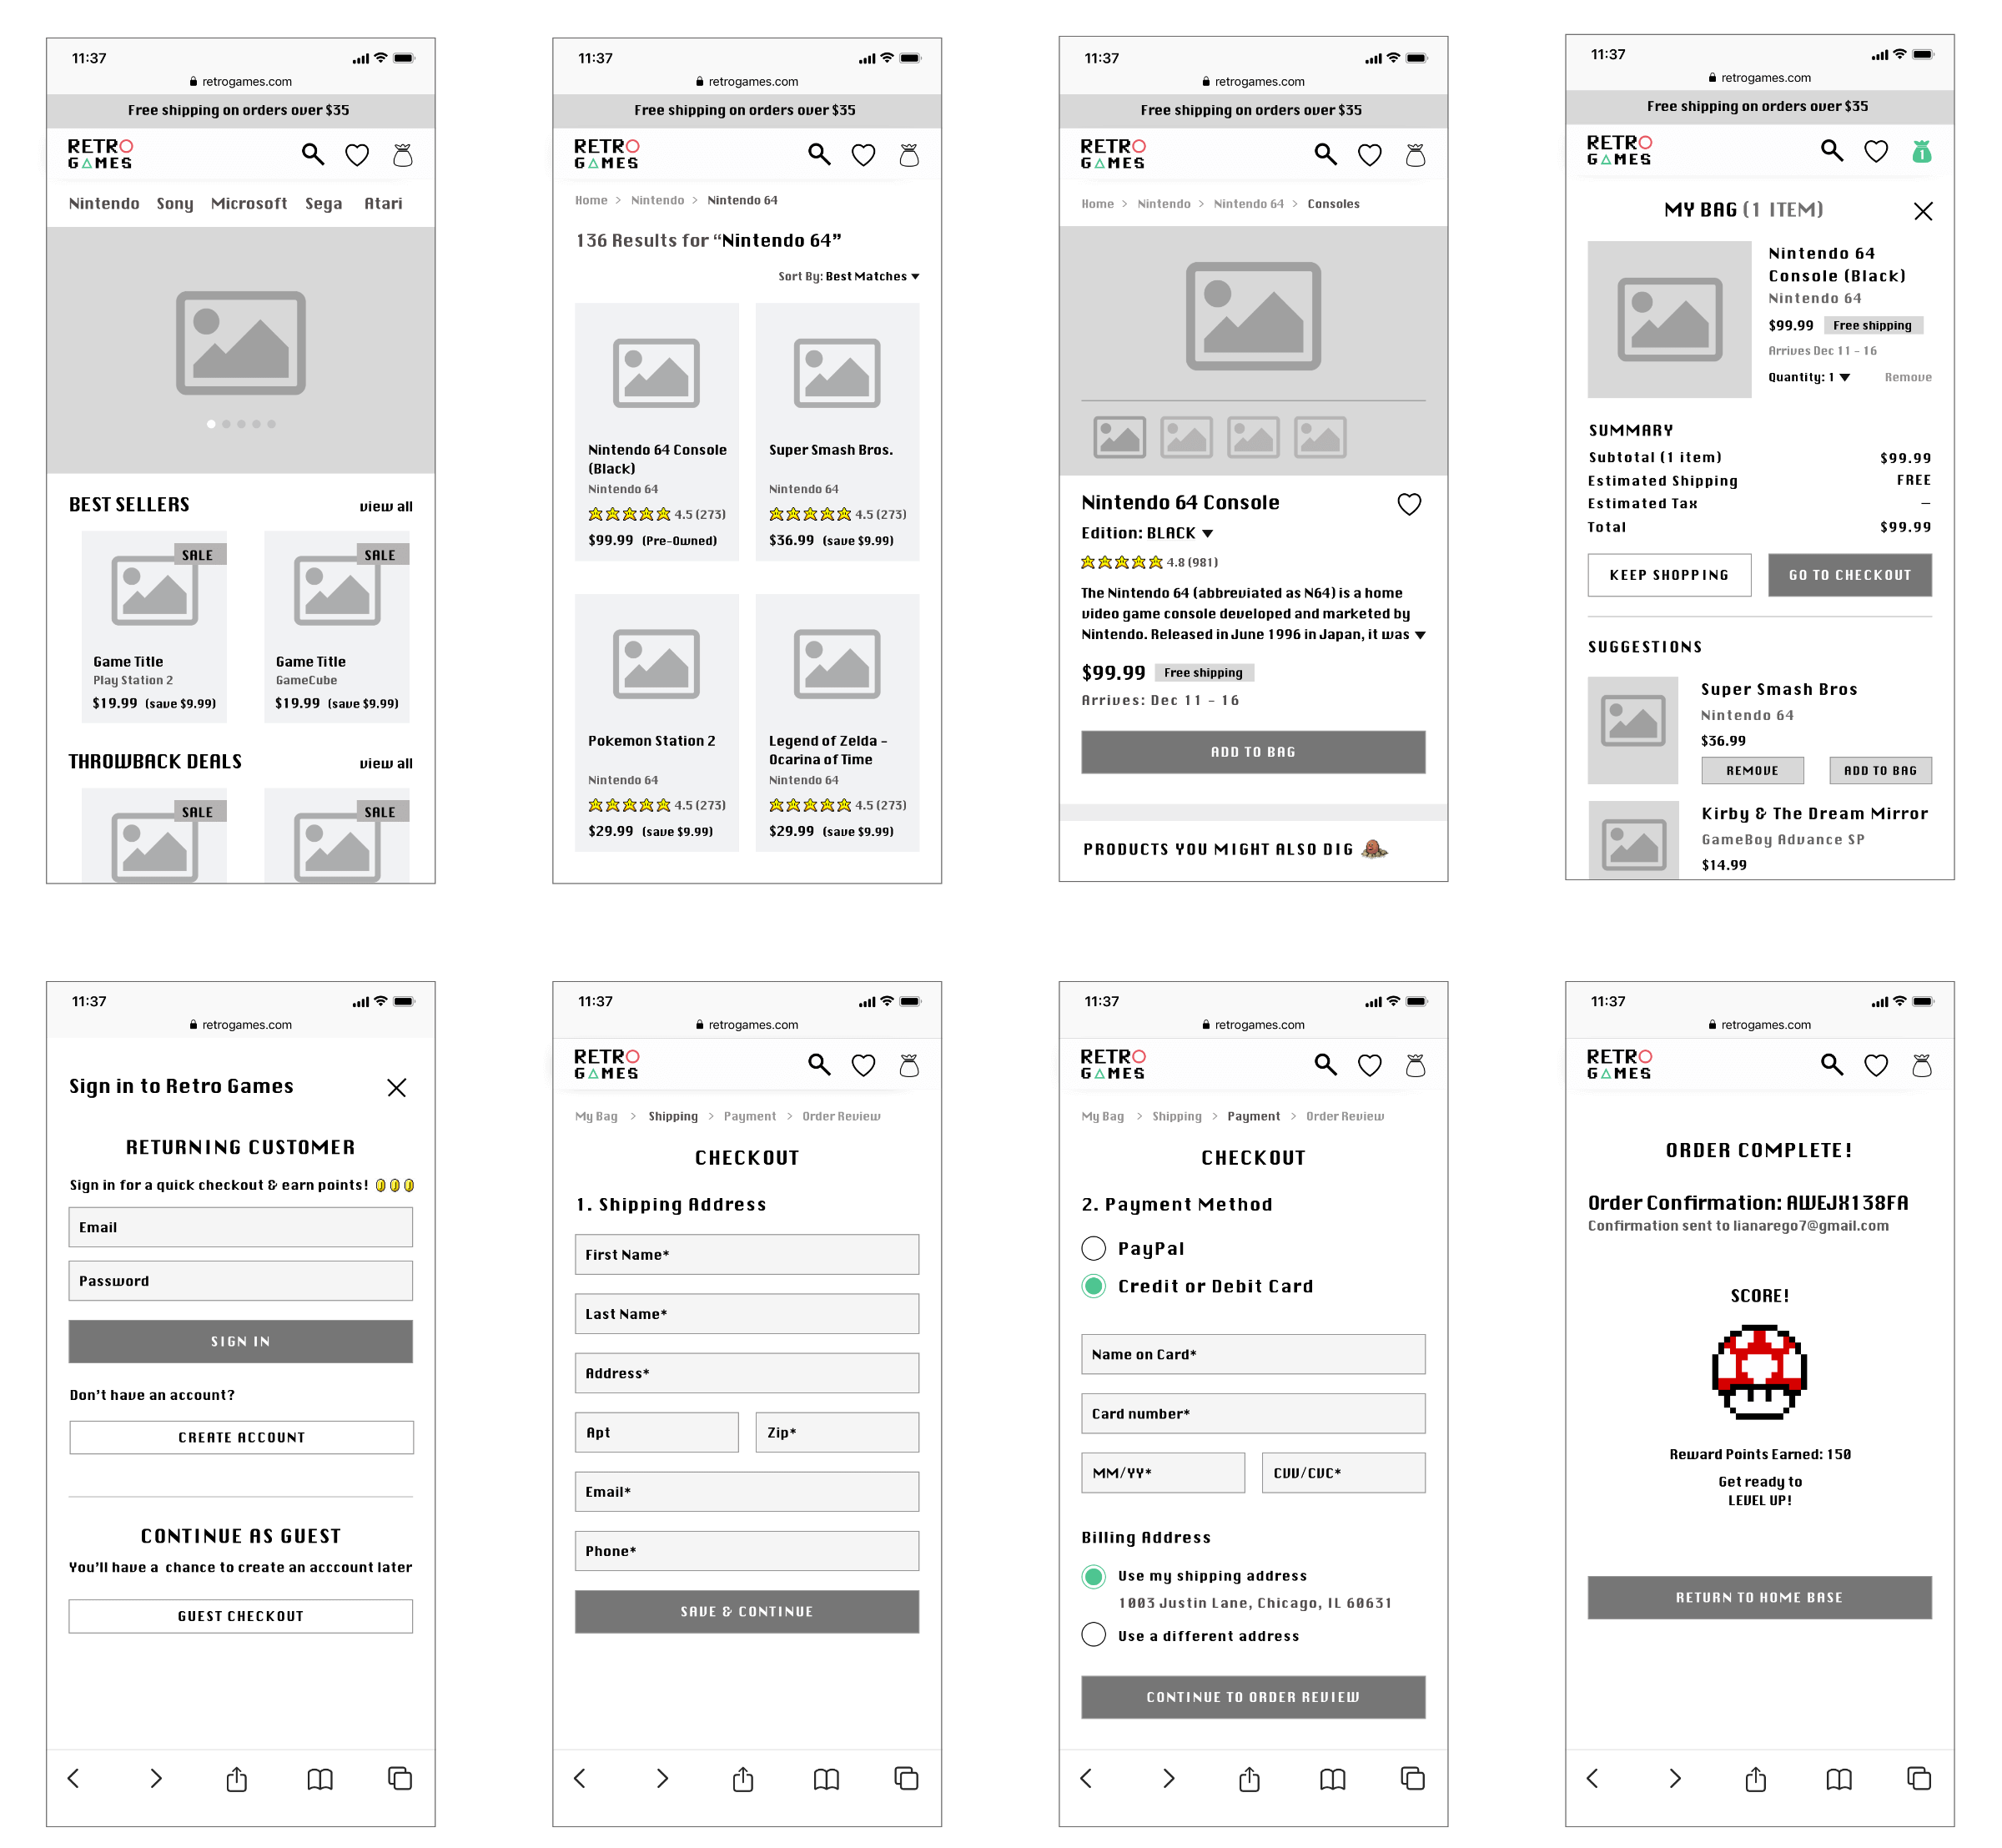 11:37
retrogames.com
Free shipping on orders over $35
RETRO
GAMES
Nintendo Sony Microsoft Sega Atari
BEST SELLERS view all
SALE SALE
Game Title Game Title
Play Station 2 GameCube
$19.99 (save $9.99) $19.99 (save $9.99)
THROWBACK DEALS view all
SALE SALE
11:37
retrogames.com
Free shipping on orders over $35
RETRO
GAMES
Home > Nintendo > Nintendo 64
136 Results for “Nintendo 64”
Sort By: Best Matches
Nintendo 64 Console
(Black)
Nintendo 64
4.5 (273)
$99.99 (Pre-Owned)
Super Smash Bros.
Nintendo 64
4.5 (273)
$36.99 (save $9.99)
Pokemon Station 2
Nintendo 64
4.5 (273)
$29.99 (save $9.99)
Legend of Zelda -
Ocarina of Time
Nintendo 64
4.5 (273)
$29.99 (save $9.99)
11:37
retrogames.com
Free shipping on orders over $35
RETRO
GAMES
Home > Nintendo > Nintendo 64 > Consoles
Nintendo 64 Console
Edition: BLACK
4.8 (981)
The Nintendo 64 (abbreviated as N64) is a home
video game console developed and marketed by
Nintendo. Released in June 1996 in Japan, it was
$99.99 Free shipping
Arrives: Dec 11 - 16
ADD TO BAG
PRODUCTS YOU MIGHT ALSO DIG
11:37
retrogames.com
Free shipping on orders over $35
RETRO
GAMES
1
MY BAG (1 ITEM)
Nintendo 64
Console (Black)
Nintendo 64
$99.99 Free shipping
Arrives Dec 11 - 16
Quantity: 1 Remove
SUMMARY
Subtotal (1 item) $99.99
Estimated Shipping FREE
Estimated Tax —
Total $99.99
KEEP SHOPPING GO TO CHECKOUT
SUGGESTIONS
Super Smash Bros
Nintendo 64
$36.99
REMOVE ADD TO BAG
Kirby & The Dream Mirror
GameBoy Advance SP
$14.99
11:37
retrogames.com
Sign in to Retro Games
RETURNING CUSTOMER
Sign in for a quick checkout & earn points!
Email
Password
SIGN IN
Don’t have an account?
CREATE ACCOUNT
CONTINUE AS GUEST
You’ll have a chance to create an acccount later
GUEST CHECKOUT
11:37
retrogames.com
RETRO
GAMES
My Bag > Shipping > Payment > Order Review
CHECKOUT
1. Shipping Address
First Name*
Last Name*
Address*
Apt Zip*
Email*
Phone*
SAVE & CONTINUE
11:37
retrogames.com
RETRO
GAMES
My Bag > Shipping > Payment > Order Review
CHECKOUT
2. Payment Method
PayPal
Credit or Debit Card
Name on Card*
Card number*
MM/YY* CVV/CVC*
Billing Address
Use my shipping address
1003 Justin Lane, Chicago, IL 60631
Use a different address
CONTINUE TO ORDER REVIEW
11:37
retrogames.com
RETRO
GAMES
ORDER COMPLETE!
Order Confirmation: AWEJX138FA
Confirmation sent to lianarego7@gmail.com
SCORE!
Reward Points Earned: 150
Get ready to
LEVEL UP!
RETURN TO HOME BASE